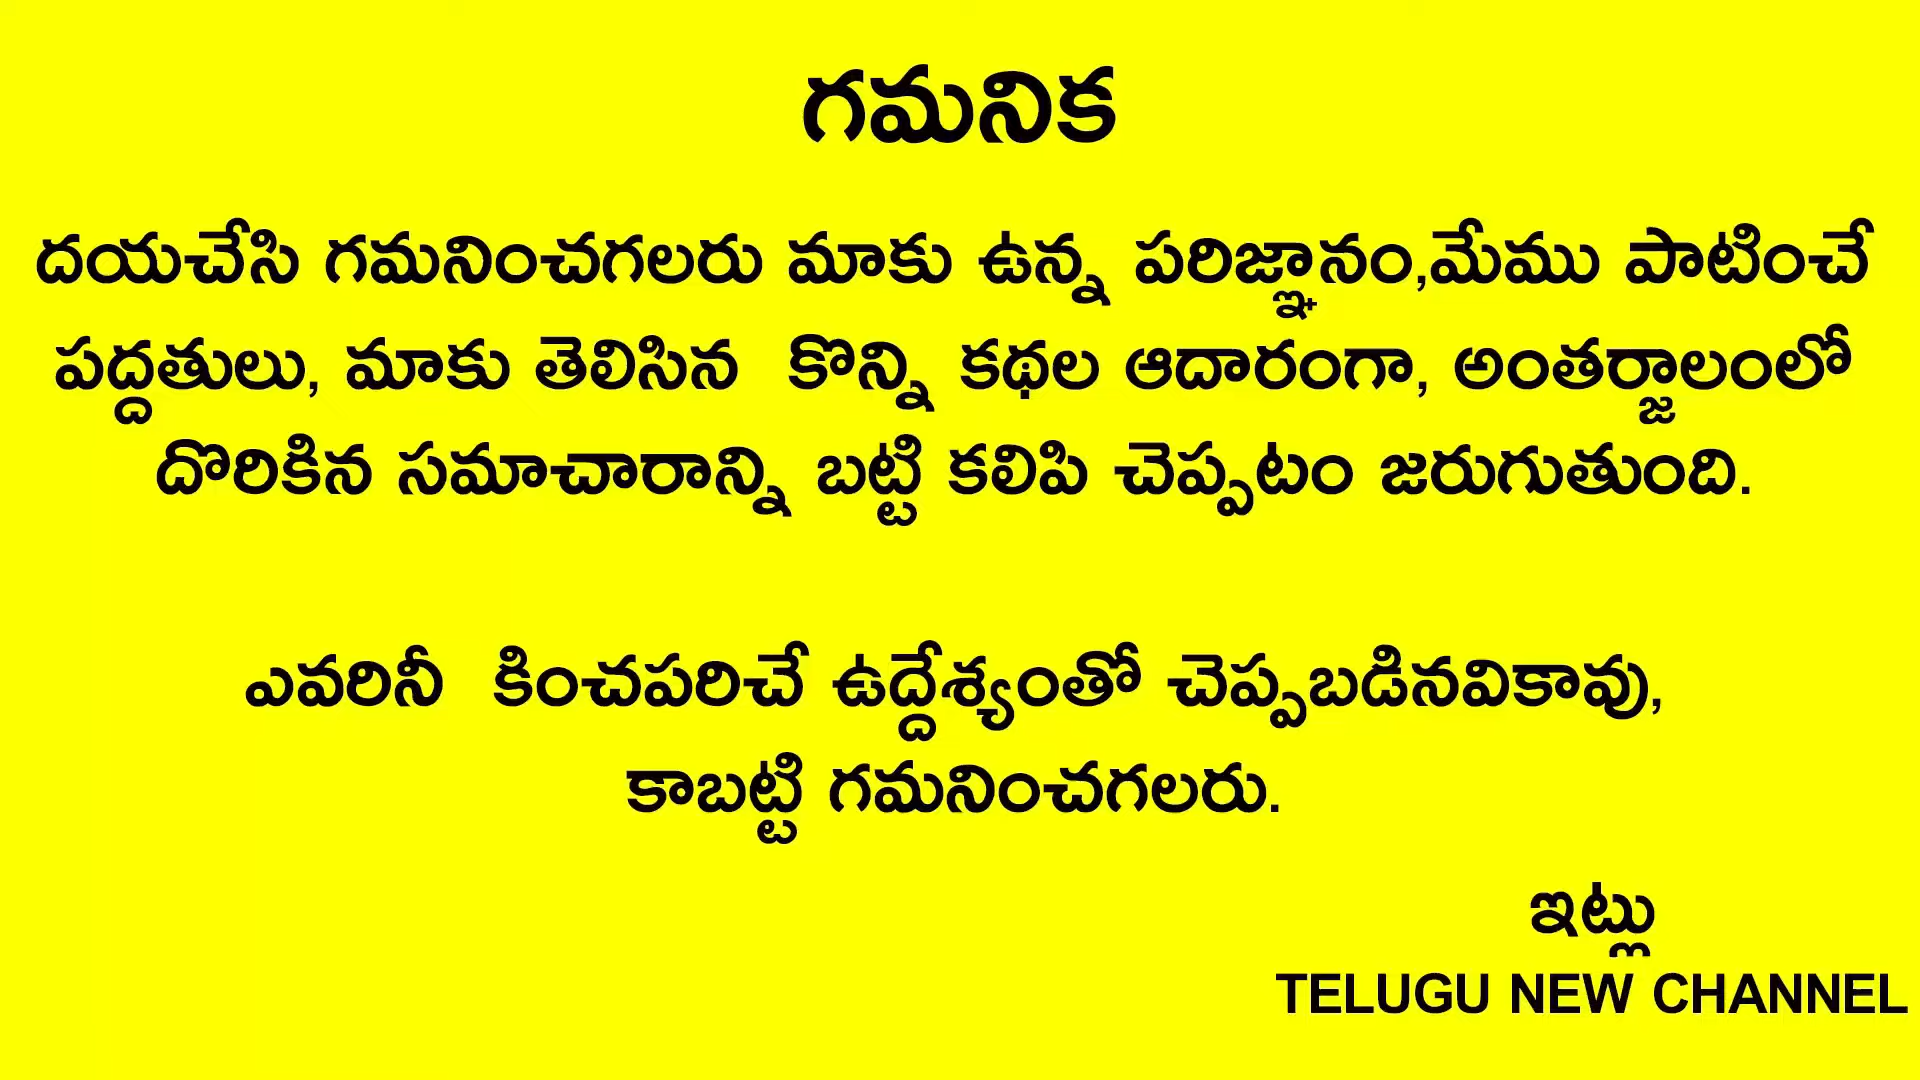 గమనిక
దయచేసి గమనించగలరు మాకు ఉన్న పరిజ్ఞానం,మేము పాటించే
పద్దతులు, మాకు తెలిసిన కొన్ని కథల ఆదారంగా, అంతర్జాలంలో
దొరికిన సమాచారాన్ని బట్టి కలిపి చెప్పటం జరుగుతుంది.
ఎవరినీ కించపరిచే ఉద్దేశ్యంతో చెప్పబడినవికావు,
కాబట్టి గమనించగలరు.
ఇట్లు
TELUGU NEW CHANNEL